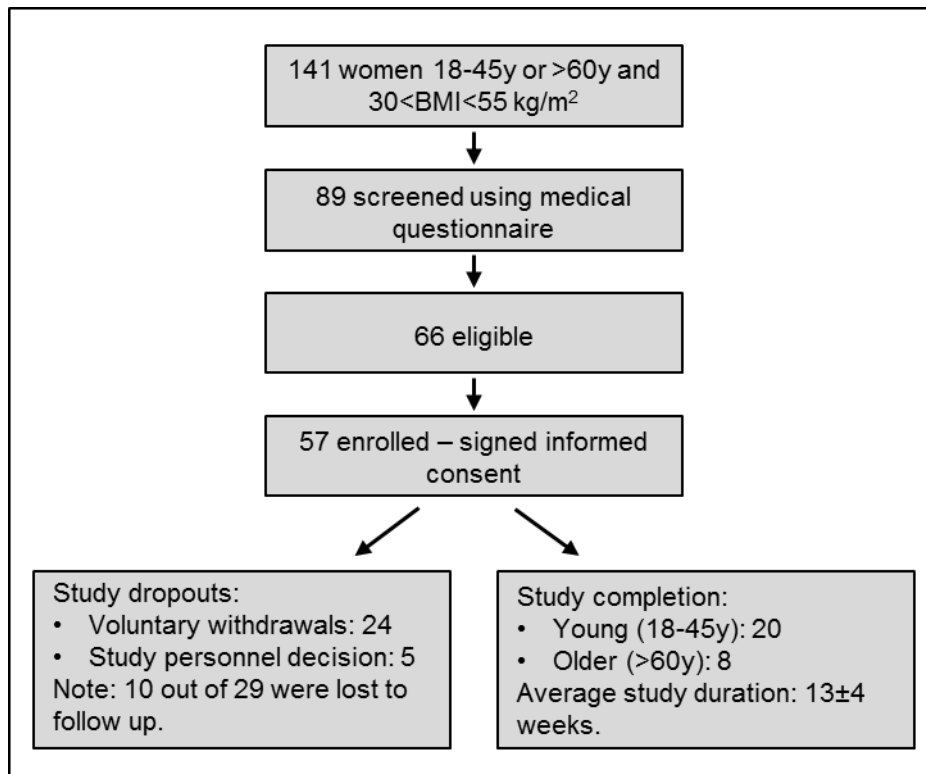 141 women 18-45y or >60y and
30<BMI<55 kg/m²
89 screened using medical
questionnaire
66 eligible
57 enrolled – signed informed
consent
Study dropouts:
• Voluntary withdrawals: 24
• Study personnel decision: 5
Note: 10 out of 29 were lost to
follow up.
Study completion:
• Young (18-45y): 20
• Older (>60y): 8
Average study duration: 13±4
weeks.